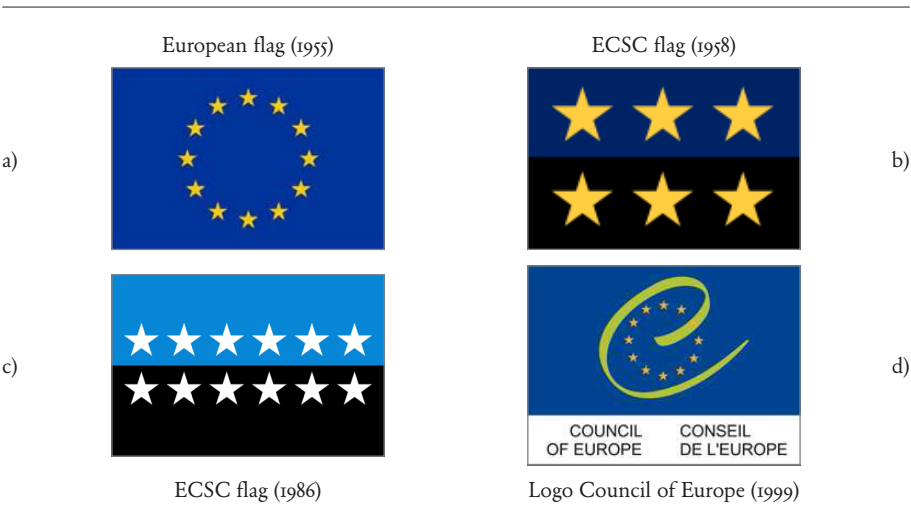 European flag (1955)
ECSC flag (1958)
a)
b)
c)
d)
COUNCIL
OF EUROPE
CONSEIL
DE L'EUROPE
ECSC flag (1986)
Logo Council of Europe (1999)